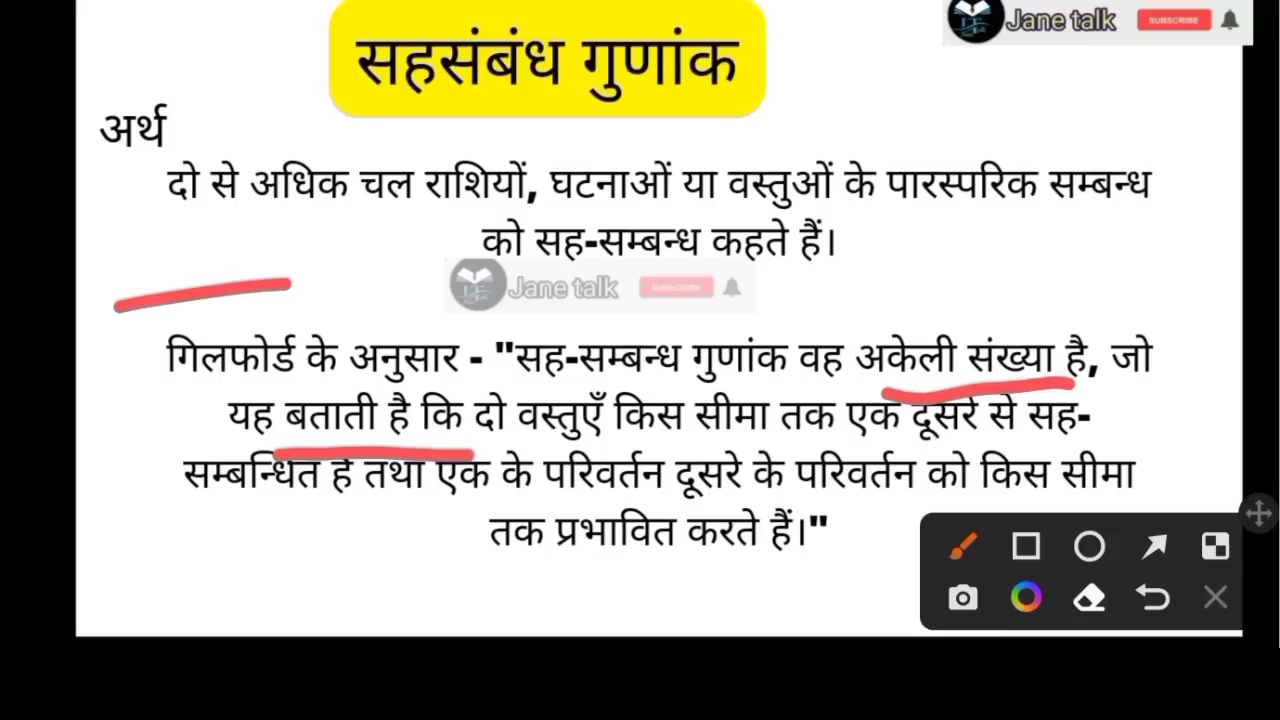 Jane talk SUBSCRIBE
सहसंबंध गुणांक
अर्थ
दो से अधिक चल राशियों, घटनाओं या वस्तुओं के पारस्परिक सम्बन्ध
को सह-सम्बन्ध कहते हैं।
Jane talk SUBSCRIBE
गिलफोर्ड के अनुसार - "सह-सम्बन्ध गुणांक वह अकेली संख्या है, जो
यह बताती है कि दो वस्तुएँ किस सीमा तक एक दूसरे से सह-
सम्बन्धित है तथा एक के परिवर्तन दूसरे के परिवर्तन को किस सीमा
तक प्रभावित करते हैं।"